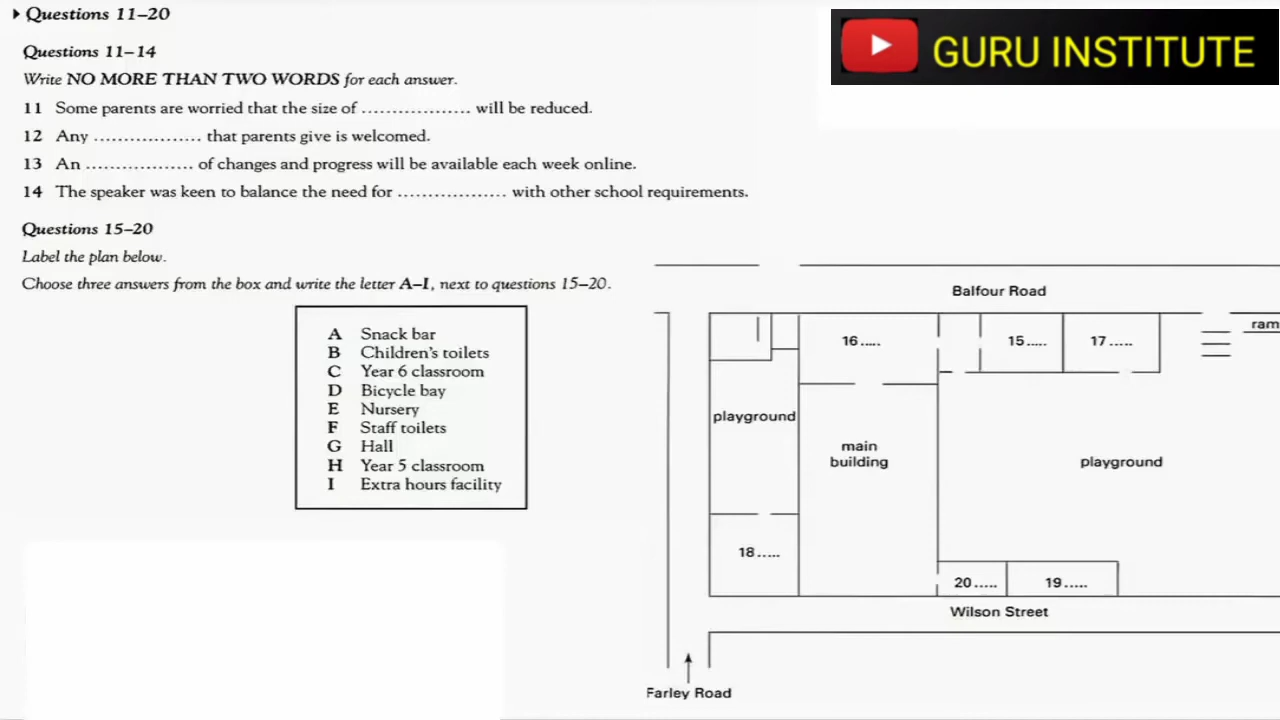 Questions 11–20
GURU INSTITUTE
Questions 11–14
Write NO MORE THAN TWO WORDS for each answer.
11 Some parents are worried that the size of .................. will be reduced.
12 Any .................. that parents give is welcomed.
13 An .................. of changes and progress will be available each week online.
14 The speaker was keen to balance the need for .................. with other school requirements.
Questions 15–20
Label the plan below.
Choose three answers from the box and write the letter A–I, next to questions 15–20.
A Snack bar
B Children's toilets
C Year 6 classroom
D Bicycle bay
E Nursery
F Staff toilets
G Hall
H Year 5 classroom
I Extra hours facility
Balfour Road
ram
16.....
15.....
17.....
playground
main
building
playground
18.....
20.....
19.....
Wilson Street
Farley Road